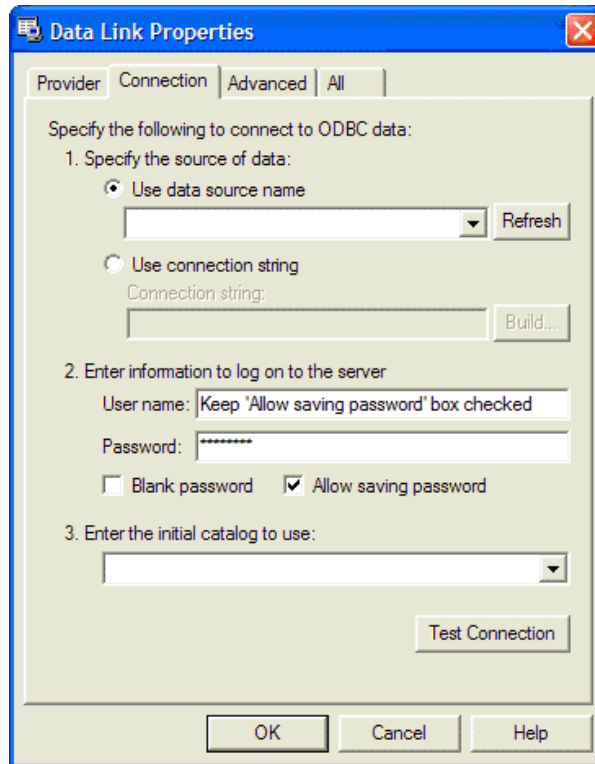 Data Link Properties
Provider Connection Advanced All
Specify the following to connect to ODBC data:
1. Specify the source of data:
Use data source name
Refresh
Use connection string
Connection string:
Build...
2. Enter information to log on to the server
User name: Keep 'Allow saving password' box checked
Password: ********
Blank password Allow saving password
3. Enter the initial catalog to use:
Test Connection
OK Cancel Help